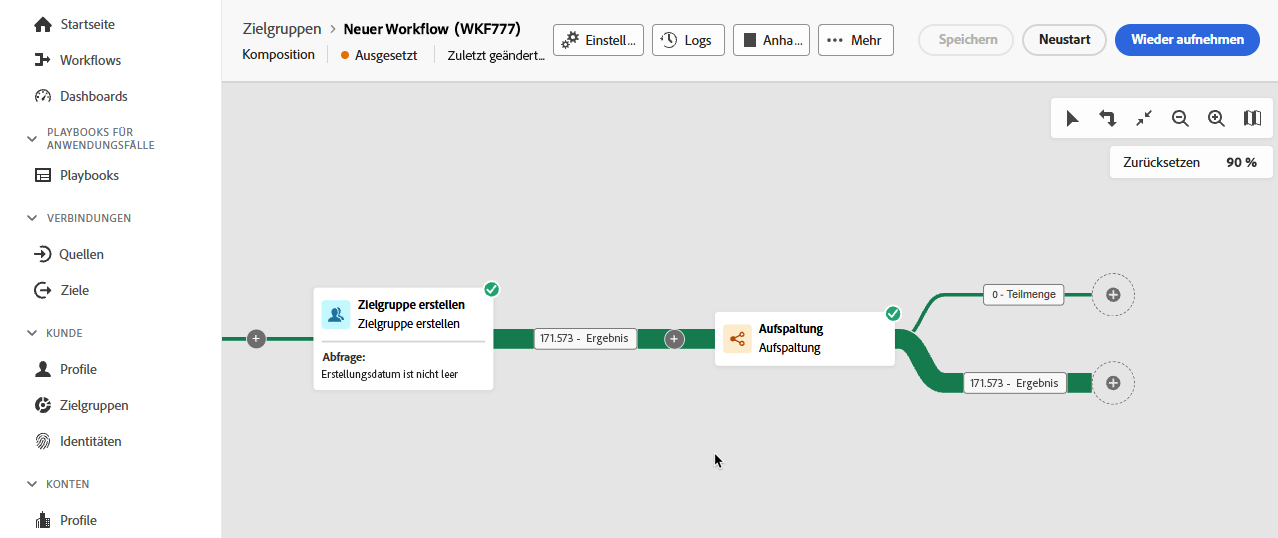 Startseite
Workflows
Dashboards
PLAYBOOKS FÜR
ANWENDUNGSFÄLLE
Playbooks
VERBINDUNGEN
Quellen
Ziele
KUNDE
Profile
Zielgruppen
Identitäten
KONTEN
Profile
Zielgruppen > Neuer Workflow (WKF777)
Komposition Ausgesetzt Zuletzt geändert...
Einstell... Logs Anha... Mehr
Speichern Neustart Wieder aufnehmen
Zurücksetzen 90 %
Zielgruppe erstellen
Zielgruppe erstellen
Abfrage:
Erstellungsdatum ist nicht leer
171.573 - Ergebnis
Aufspaltung
Aufspaltung
0 - Teilmenge
171.573 - Ergebnis